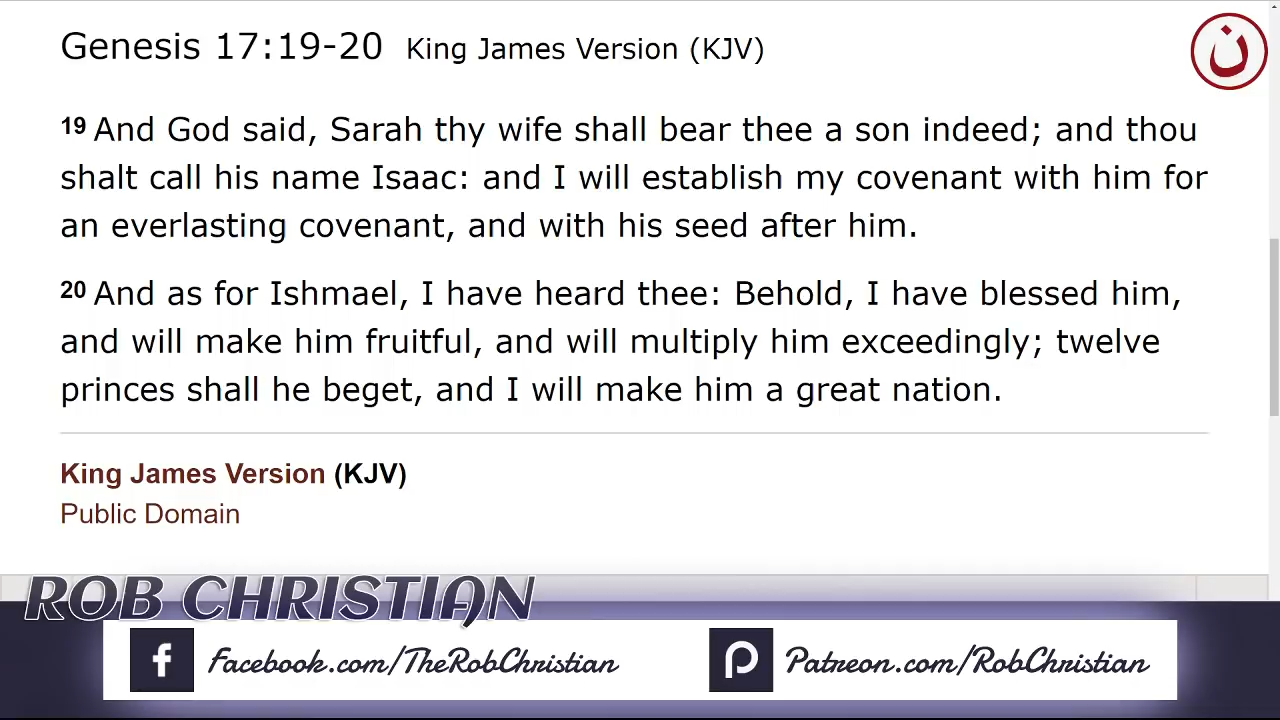 Genesis 17:19-20 King James Version (KJV)
ن
19 And God said, Sarah thy wife shall bear thee a son indeed; and thou
shalt call his name Isaac: and I will establish my covenant with him for
an everlasting covenant, and with his seed after him.
20 And as for Ishmael, I have heard thee: Behold, I have blessed him,
and will make him fruitful, and will multiply him exceedingly; twelve
princes shall he beget, and I will make him a great nation.
King James Version (KJV)
Public Domain
ROB CHRISTIAN
Facebook.com/TheRobChristian
Patreon.com/RobChristian